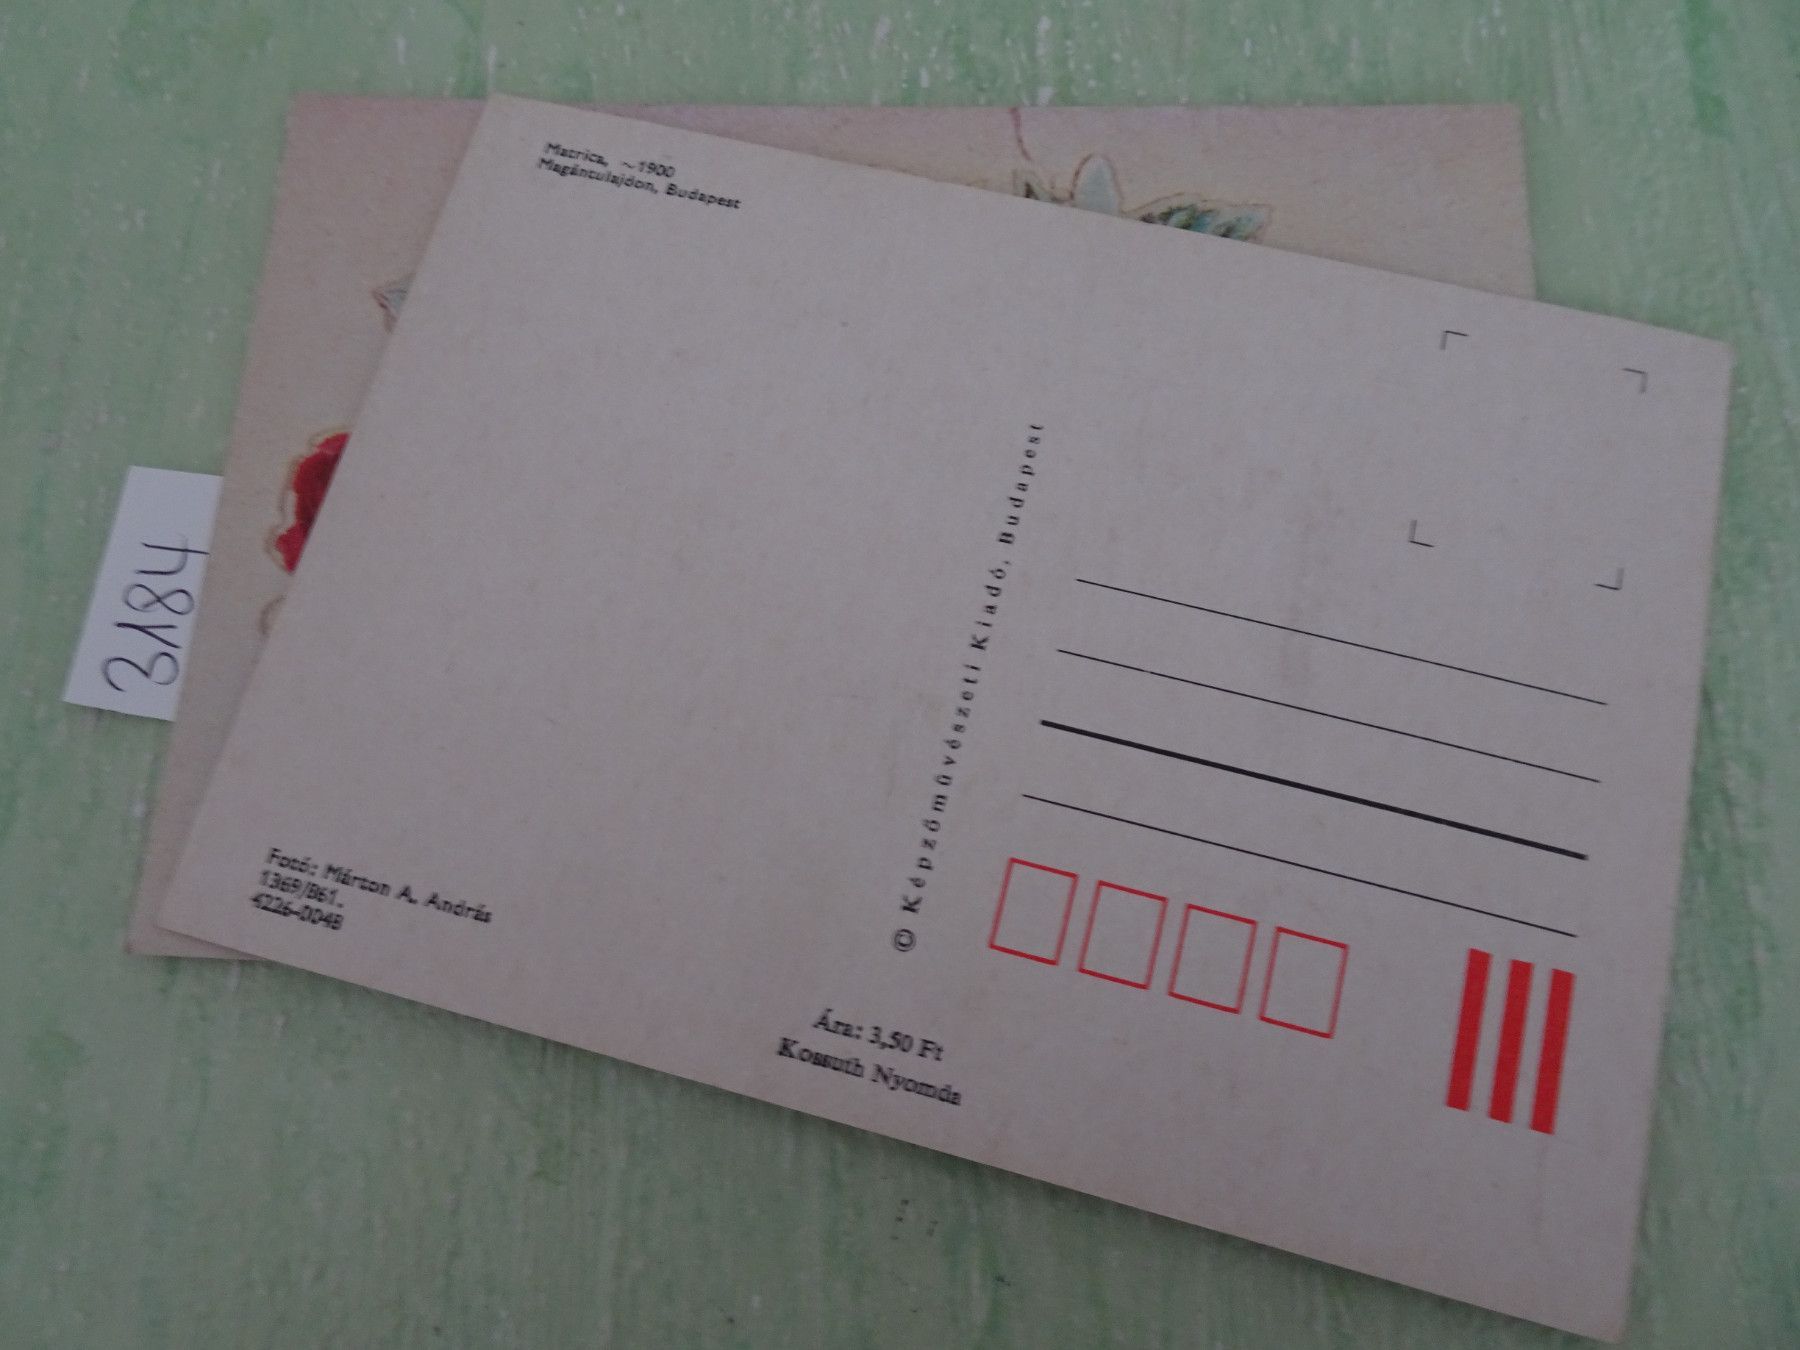 Matrica, ~1900
Magántulajdon, Budapest
3184
© Képzőművészeti Kiadó, Budapest
Fotó: Márton A. András
1369/861.
4226-0048
Ára: 3,50 Ft
Kossuth Nyomda